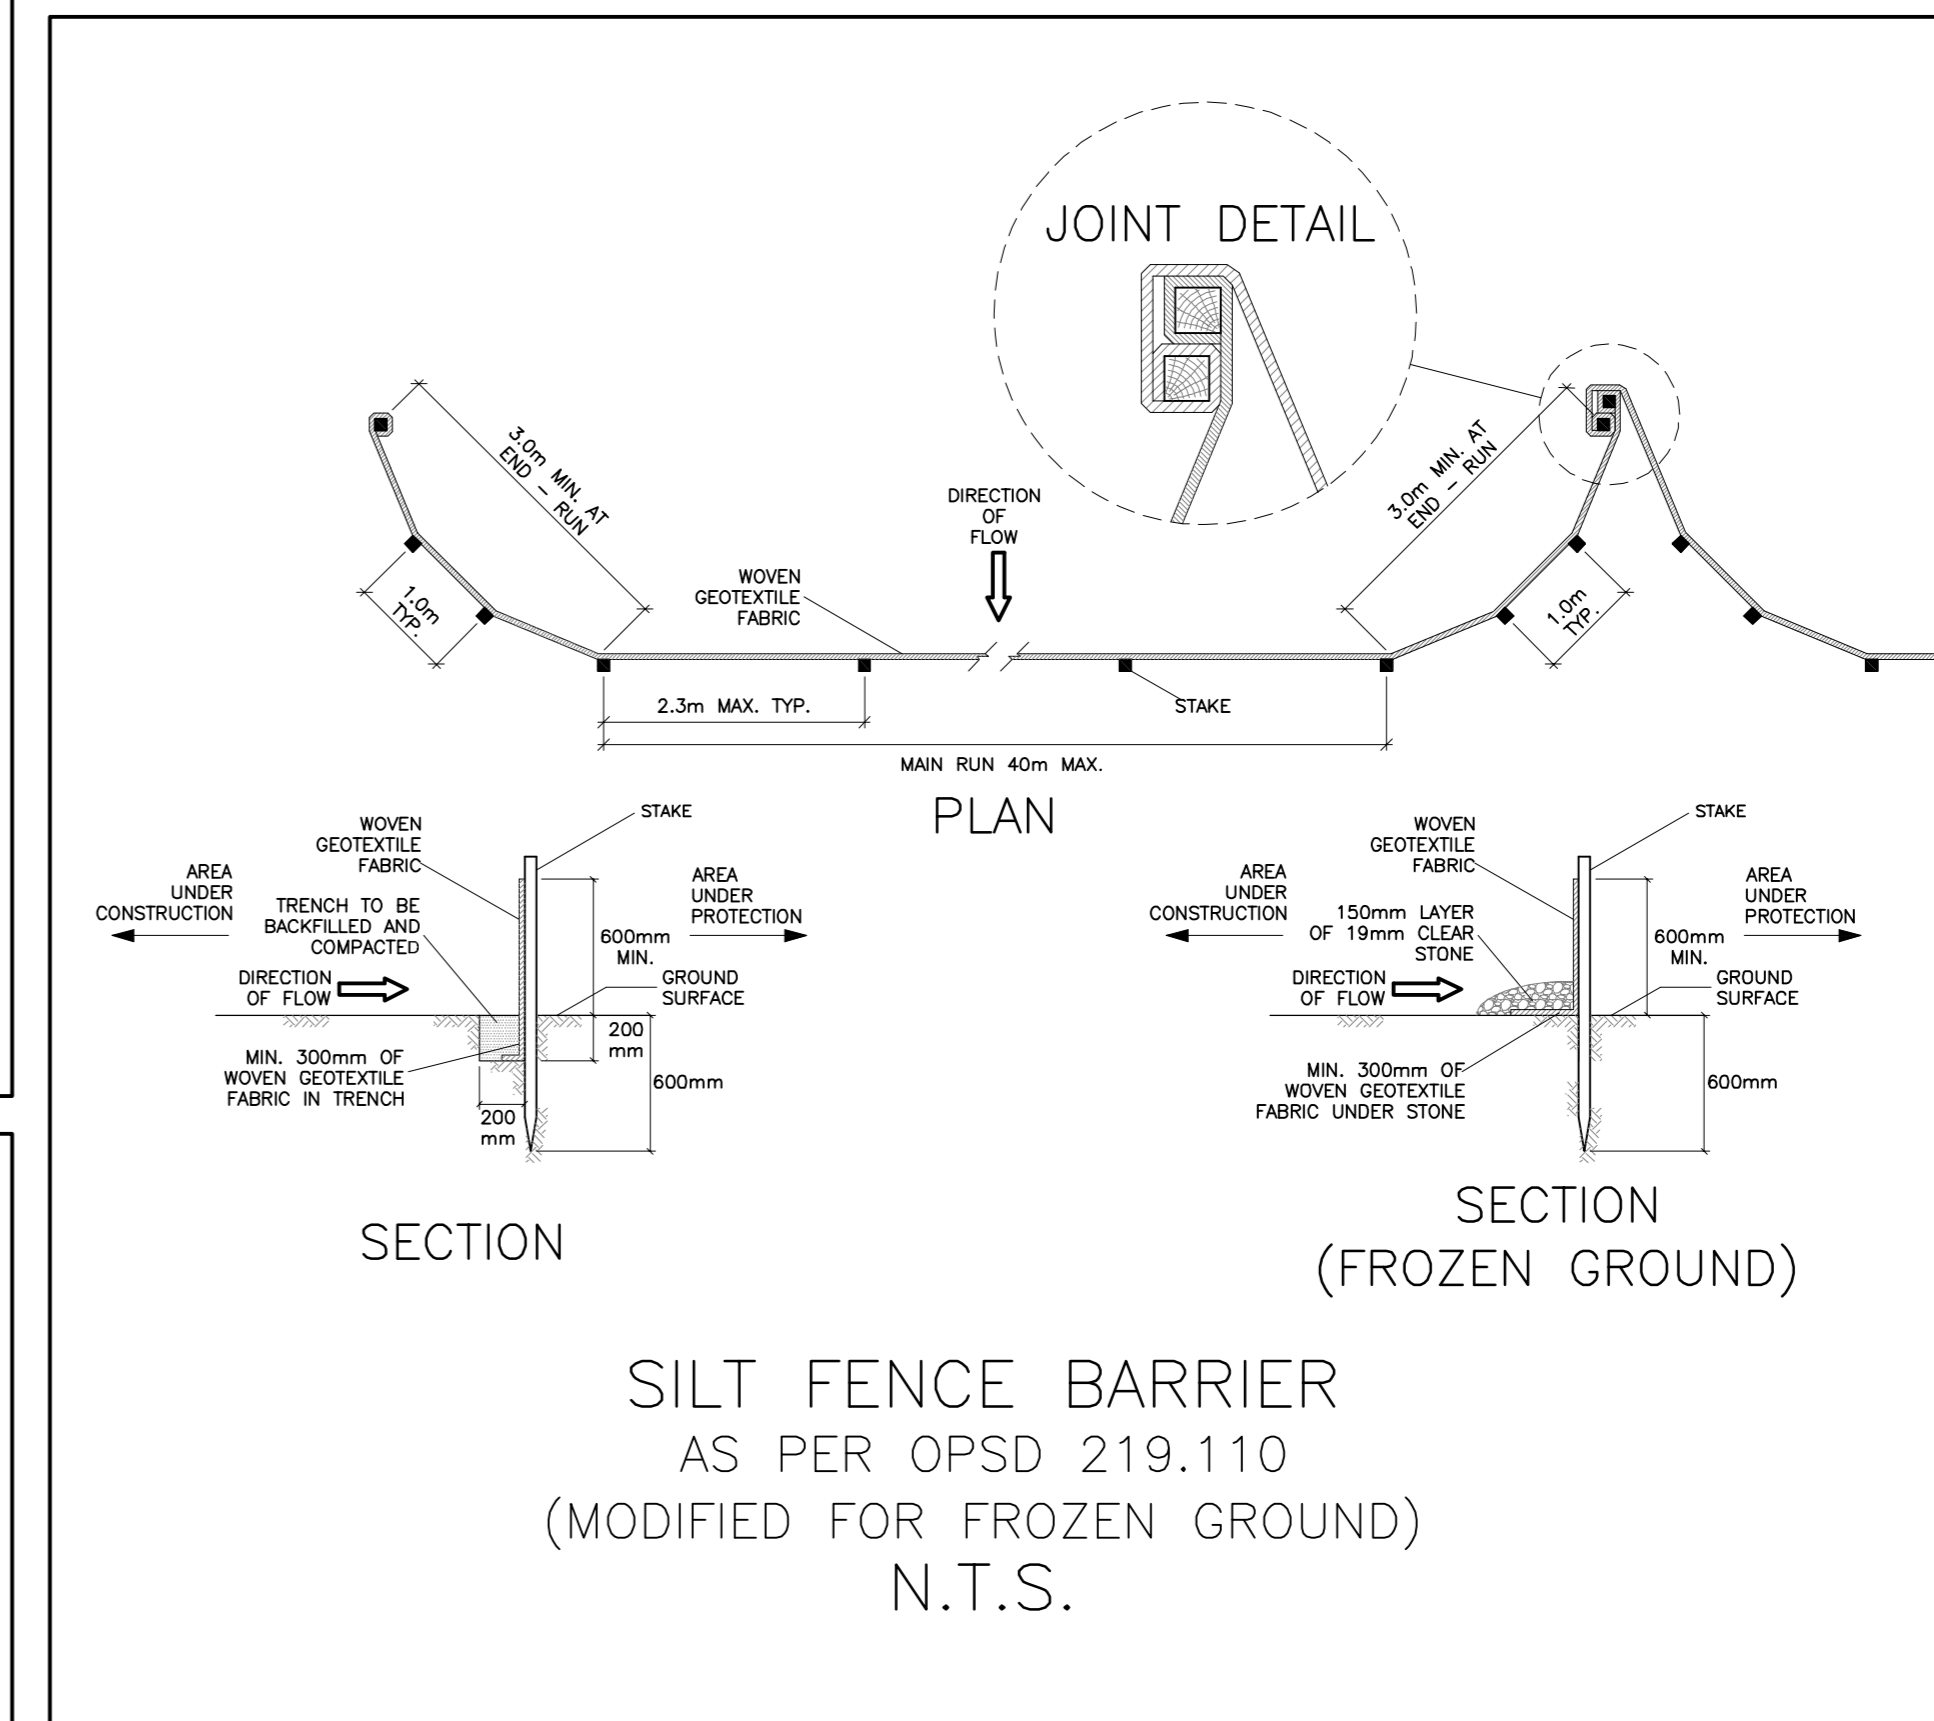 JOINT DETAIL
3.0m MIN. AT
END – RUN
1.0m
TYP.
WOVEN
GEOTEXTILE
FABRIC
DIRECTION
OF
FLOW
3.0m MIN. AT
END – RUN
1.0m
TYP.
2.3m MAX. TYP.
STAKE
MAIN RUN 40m MAX.
PLAN
STAKE
WOVEN
GEOTEXTILE
FABRIC
AREA
UNDER
CONSTRUCTION
TRENCH TO BE
BACKFILLED AND
COMPACTED
AREA
UNDER
PROTECTION
600mm
MIN.
DIRECTION
OF FLOW
GROUND
SURFACE
200
mm
MIN. 300mm OF
WOVEN GEOTEXTILE
FABRIC IN TRENCH
600mm
200
mm
SECTION
STAKE
WOVEN
GEOTEXTILE
FABRIC
AREA
UNDER
CONSTRUCTION
150mm LAYER
OF 19mm CLEAR
STONE
AREA
UNDER
PROTECTION
600mm
MIN.
DIRECTION
OF FLOW
GROUND
SURFACE
MIN. 300mm OF
WOVEN GEOTEXTILE
FABRIC UNDER STONE
600mm
SECTION
(FROZEN GROUND)
SILT FENCE BARRIER
AS PER OPSD 219.110
(MODIFIED FOR FROZEN GROUND)
N.T.S.